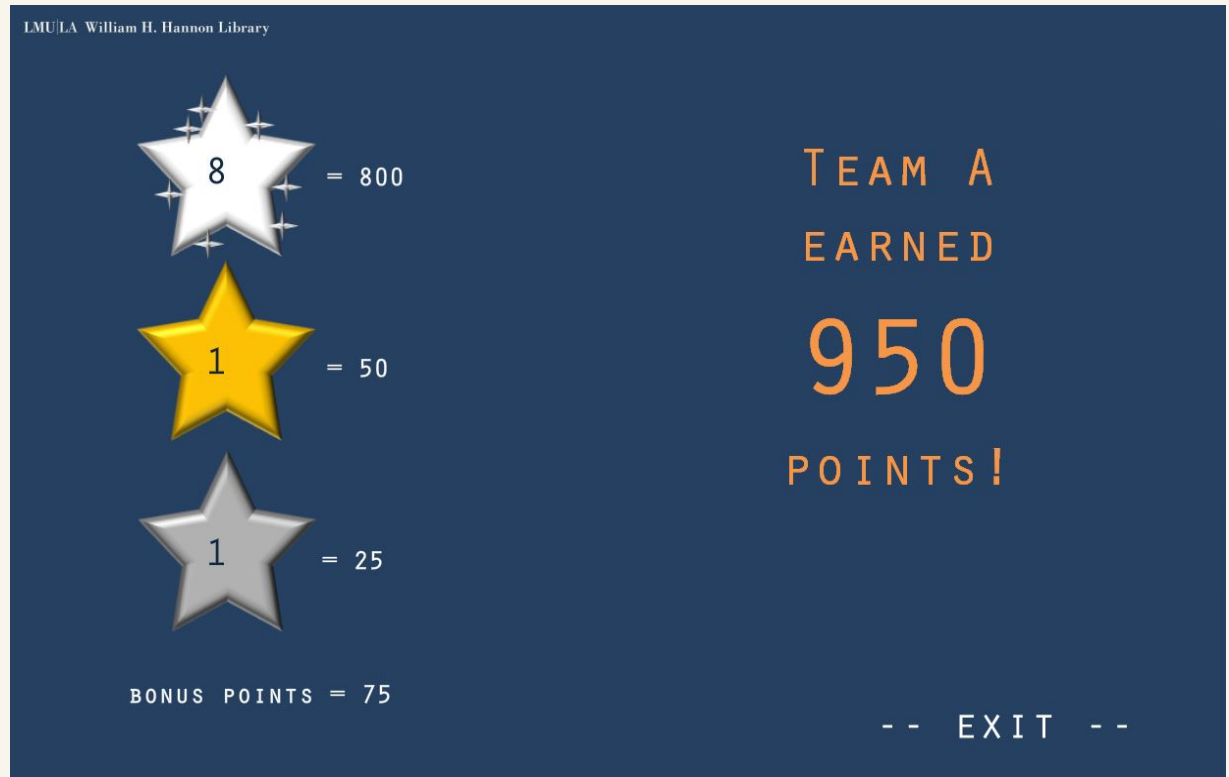 LMU|LA William H. Hannon Library
8 = 800
1 = 50
1 = 25
BONUS POINTS = 75
TEAM A
EARNED
950
POINTS!
-- EXIT --